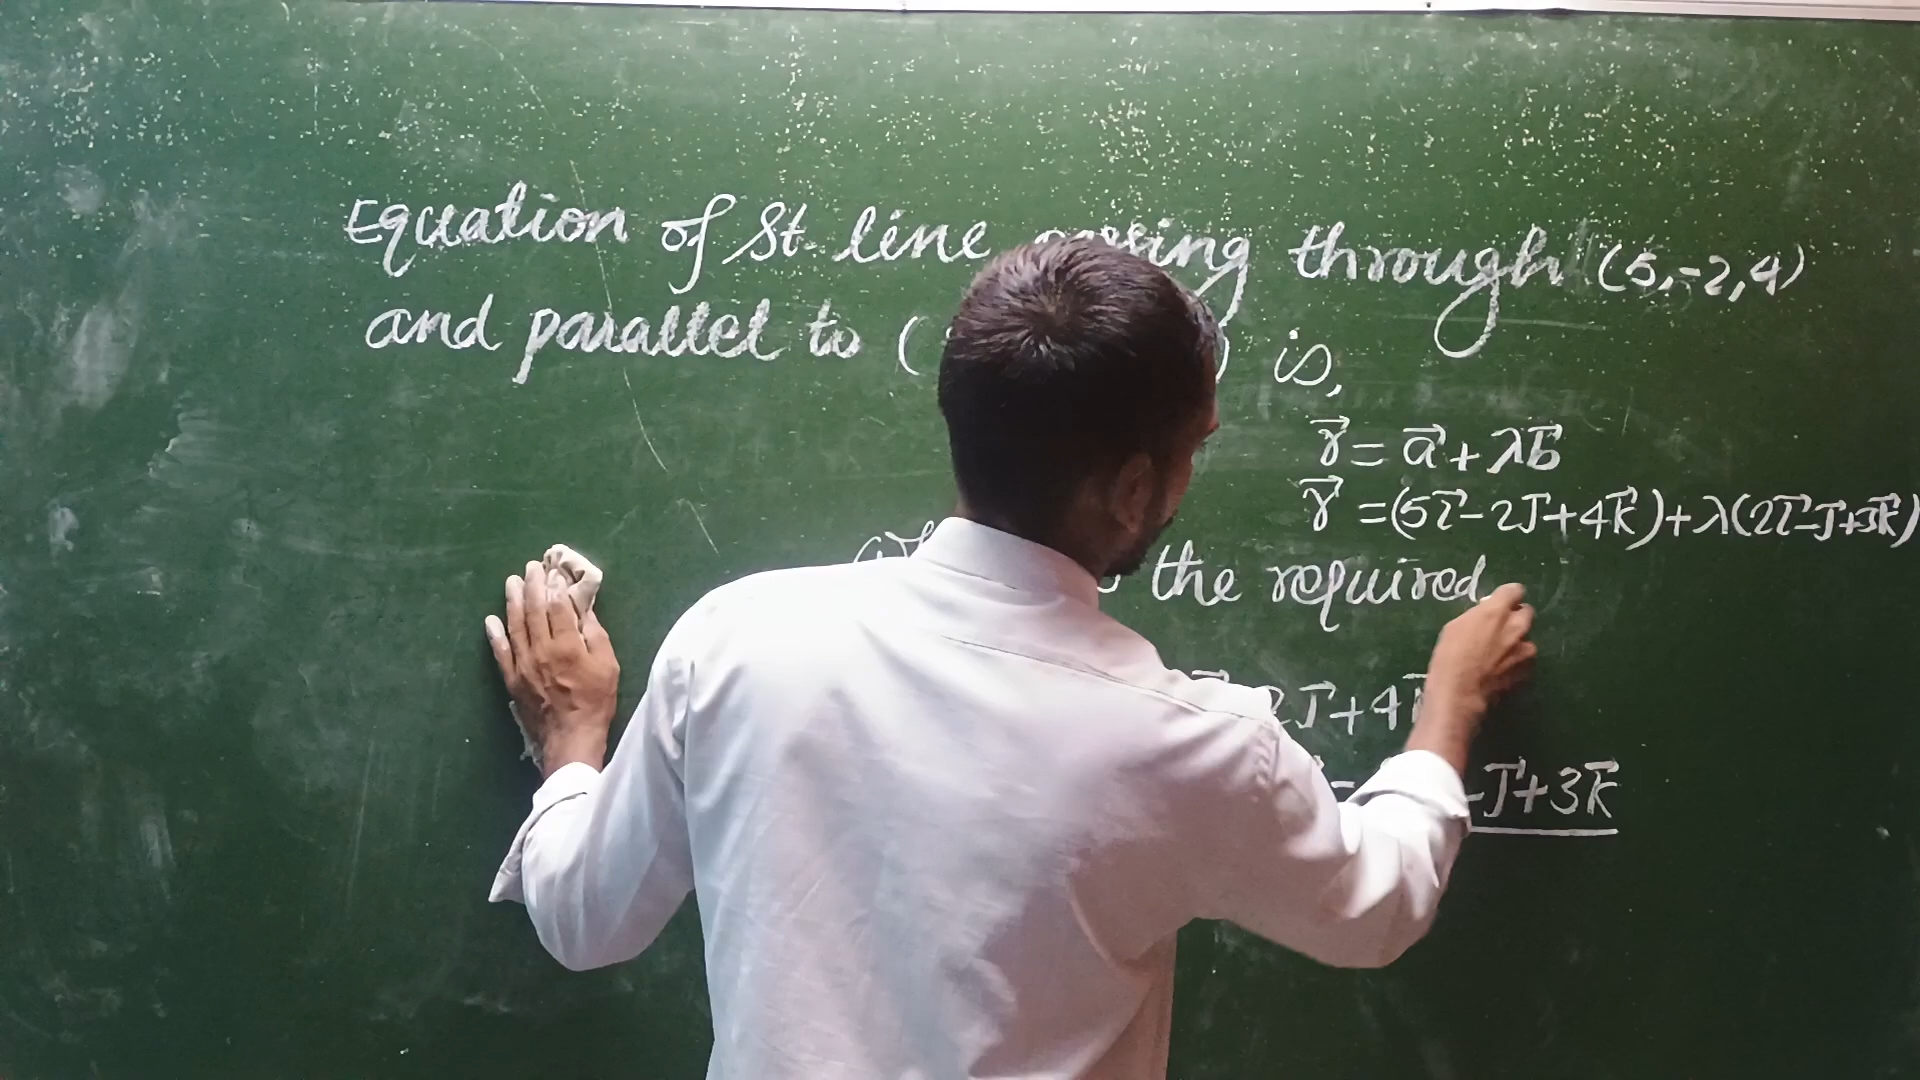 Equation of St. line passing through (5,-2,4)
and parallel to ( ) is,
r⃗ = a⃗ + λb⃗
r⃗ = (5i⃗ - 2j⃗ + 4k⃗) + λ(2i⃗ - j⃗ + 3k⃗)
the required
2j⃗ + 4k⃗
- j⃗ + 3k⃗